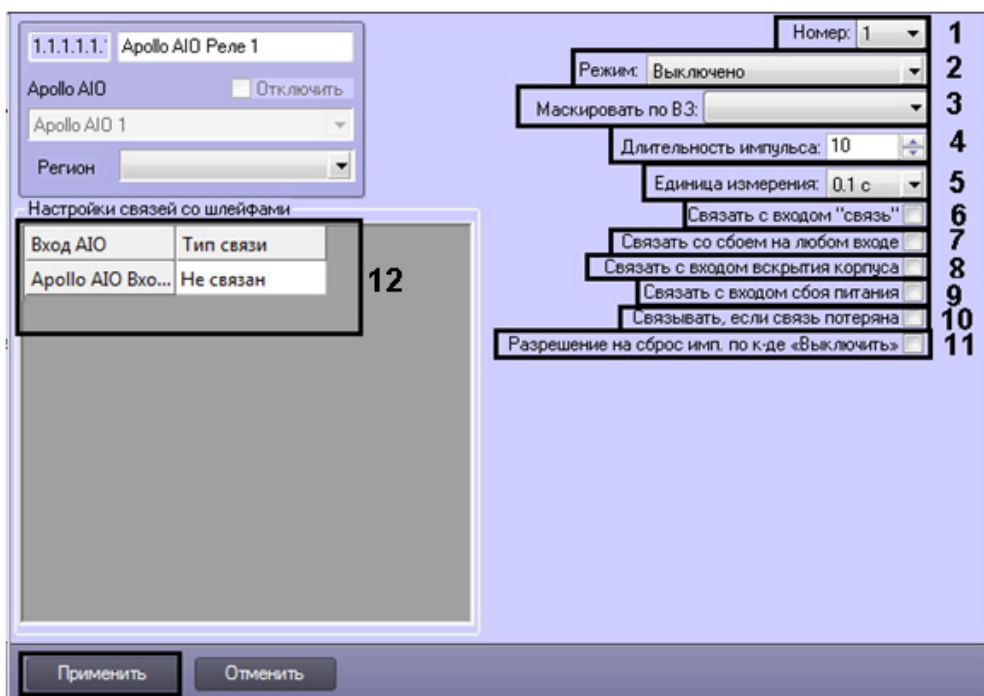 1.1.1.1.1. Apollo AIO Реле 1
Apollo AIO Отключить
Apollo AIO 1
Регион
Настройки связей со шлейфами
Вход AIO Тип связи
Apollo AIO Вхо... Не связан
12
Номер: 1 1
Режим: Выключено 2
Маскировать по ВЗ: 3
Длительность импульса: 10 4
Единица измерения: 0.1 с 5
Связать с входом "связь" 6
Связать со сбоем на любом входе 7
Связать с входом вскрытия корпуса 8
Связать с входом сбоя питания 9
Связывать, если связь потеряна 10
Разрешение на сброс имп. по к-де «Выключить» 11
Применить Отменить